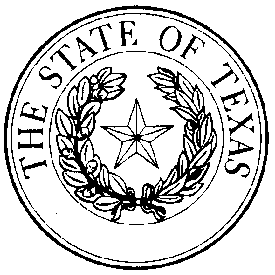 THE STATE OF TEXAS